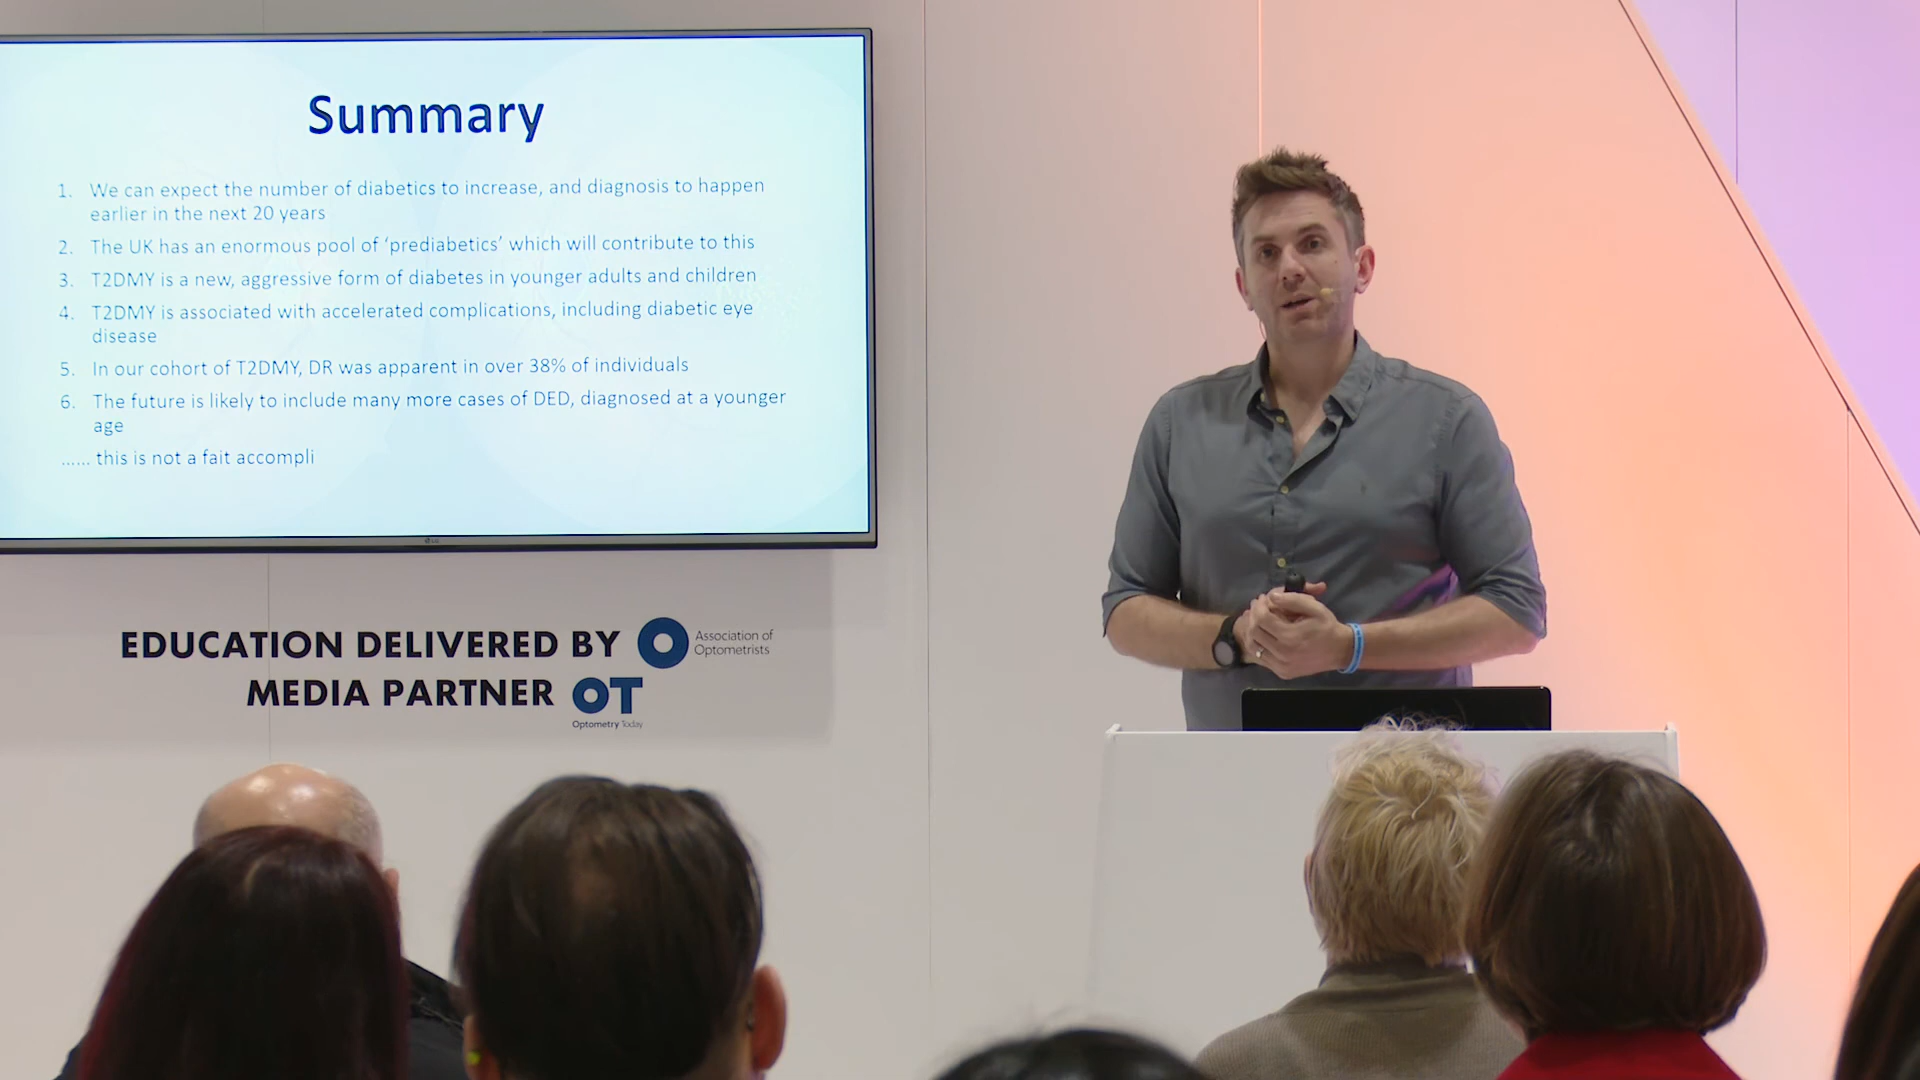 Summary
1. We can expect the number of diabetics to increase, and diagnosis to happen
earlier in the next 20 years
2. The UK has an enormous pool of ‘prediabetics’ which will contribute to this
3. T2DMY is a new, aggressive form of diabetes in younger adults and children
4. T2DMY is associated with accelerated complications, including diabetic eye
disease
5. In our cohort of T2DMY, DR was apparent in over 38% of individuals
6. The future is likely to include many more cases of DED, diagnosed at a younger
age
...... this is not a fait accompli
LG
EDUCATION DELIVERED BY
Association of
Optometrists
MEDIA PARTNER OT
Optometry Today